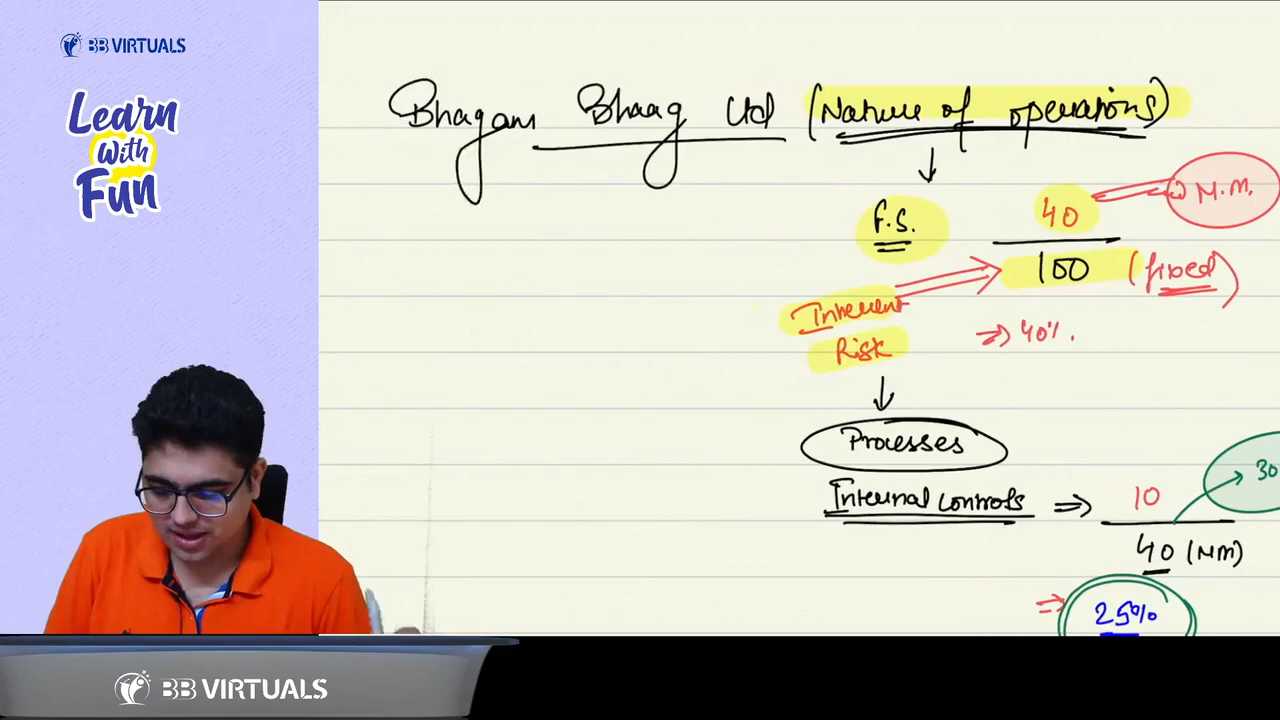 BB VIRTUALS
Learn
With
Fun
Bhagam Bhaag Ltd (Nature of operations)
F.S.
40
M.M.
100 (fixed)
Inherent
Risk
⇒ 40%.
↓
Processes
Internal controls ⇒ 10
30
40 (MM)
⇒ 25%
BB VIRTUALS